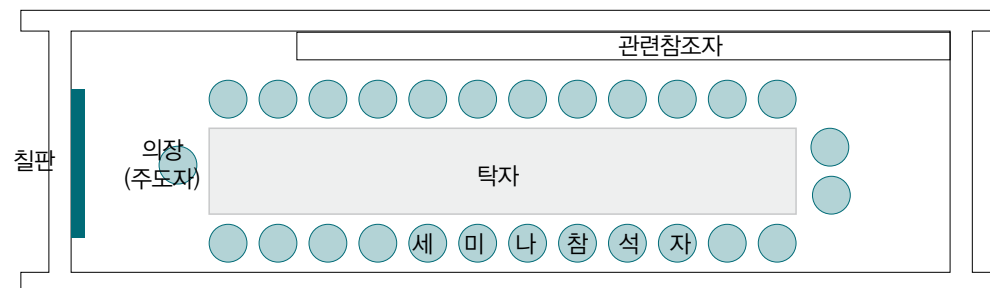 관련참조자
칠판
의장
(주도자)
탁자
세 미 나 참 석 자